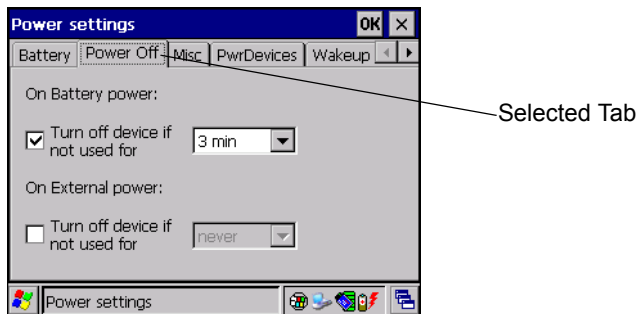 Power settings OK
Battery Power Off Misc PwrDevices Wakeup
Selected Tab
On Battery power:
Turn off device if
not used for
3 min
On External power:
Turn off device if
not used for
never
Power settings